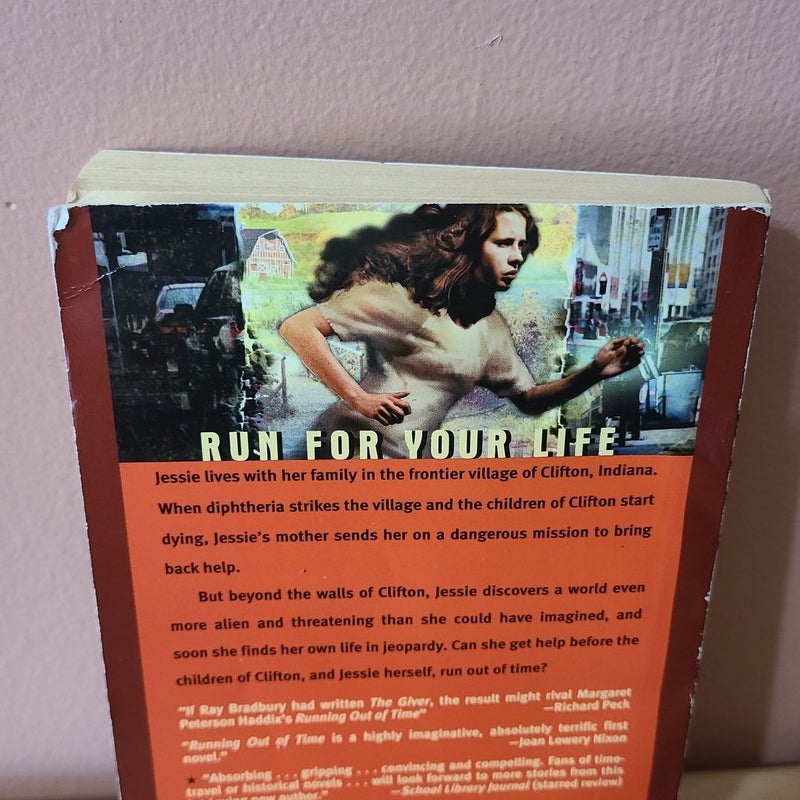 RUN FOR YOUR LIFE
Jessie lives with her family in the frontier village of Clifton, Indiana.
When diphtheria strikes the village and the children of Clifton start
dying, Jessie's mother sends her on a dangerous mission to bring
back help.
But beyond the walls of Clifton, Jessie discovers a world even
more alien and threatening than she could have imagined, and
soon she finds her own life in jeopardy. Can she get help before the
children of Clifton, and Jessie herself, run out of time?
"If Ray Bradbury had written The Giver, the result might rival Margaret
Peterson Haddix's Running Out of Time" —Richard Peck
"Running Out of Time is a highly imaginative, absolutely terrific first
novel." —Joan Lowery Nixon
★ "Absorbing . . . gripping . . . convincing and compelling. Fans of time-
travel or historical novels . . . will look forward to more stories from this
new author." —School Library Journal (starred review)